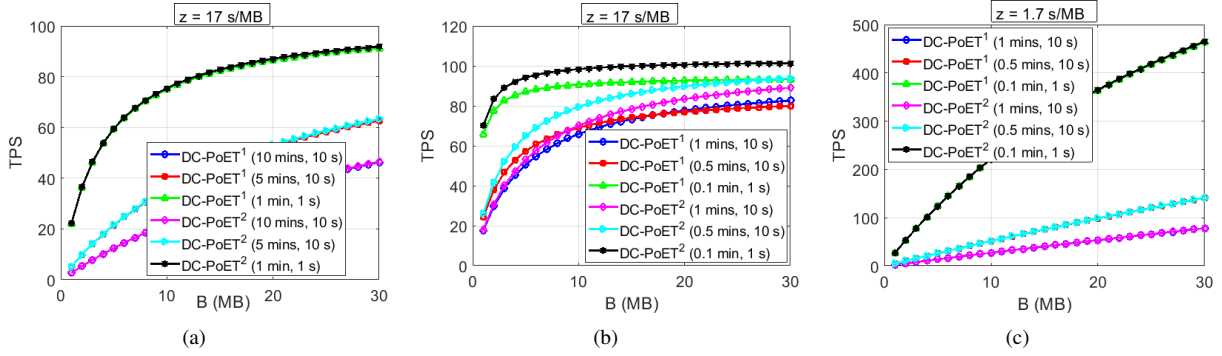 z = 17 s/MB
TPS
100
80
60
40
20
0
DC-PoET¹ (10 mins, 10 s)
DC-PoET¹ (5 mins, 10 s)
DC-PoET¹ (1 min, 1 s)
DC-PoET² (10 mins, 10 s)
DC-PoET² (5 mins, 10 s)
DC-PoET² (1 min, 1 s)
0 10 20 30
B (MB)
(a)
z = 17 s/MB
TPS
120
100
80
60
40
20
0
DC-PoET¹ (1 mins, 10 s)
DC-PoET¹ (0.5 mins, 10 s)
DC-PoET¹ (0.1 min, 1 s)
DC-PoET² (1 mins, 10 s)
DC-PoET² (0.5 mins, 10 s)
DC-PoET² (0.1 min, 1 s)
0 10 20 30
B (MB)
(b)
z = 1.7 s/MB
TPS
500
400
300
200
100
0
DC-PoET¹ (1 mins, 10 s)
DC-PoET¹ (0.5 mins, 10 s)
DC-PoET¹ (0.1 min, 1 s)
DC-PoET² (1 mins, 10 s)
DC-PoET² (0.5 mins, 10 s)
DC-PoET² (0.1 min, 1 s)
0 10 20 30
B (MB)
(c)